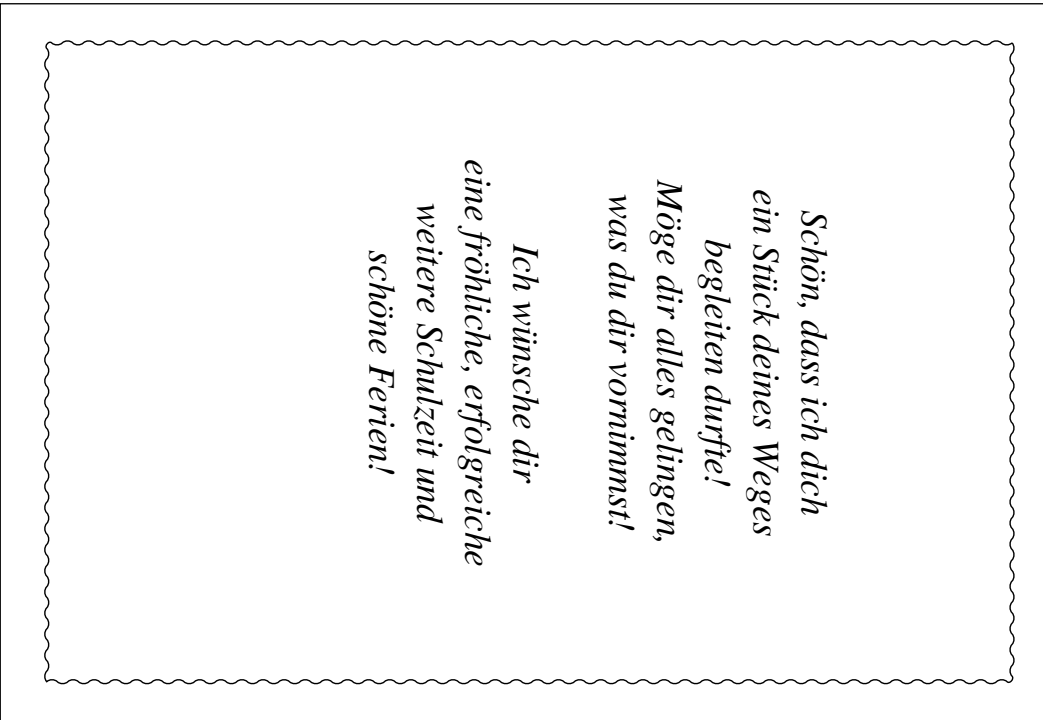 Schön, dass ich dich
ein Stück deines Weges
begleiten durfte!
Möge dir alles gelingen,
was du dir vornimmst!
Ich wünsche dir
eine fröhliche, erfolgreiche
weitere Schulzeit und
schöne Ferien!